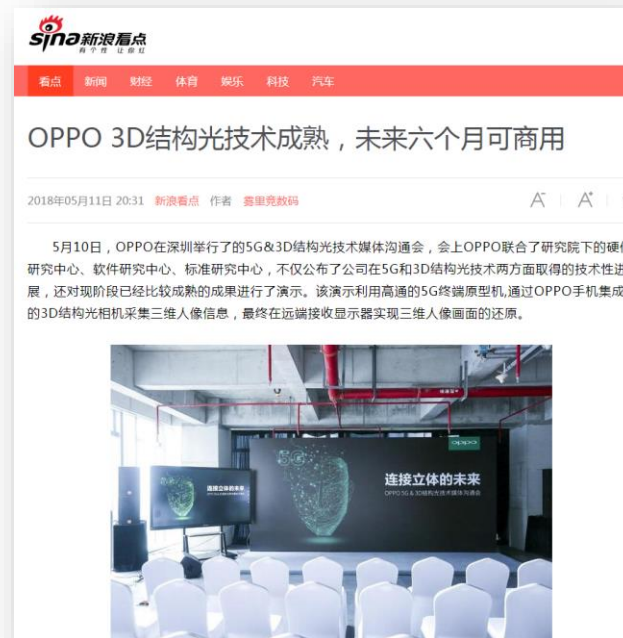 sina新浪看点
有个性 让你红
看点 新闻 财经 体育 娱乐 科技 汽车
OPPO 3D结构光技术成熟，未来六个月可商用
2018年05月11日 20:31 新浪看点 作者 雾里亮数码
A- A+
5月10日，OPPO在深圳举行了的5G&3D结构光技术媒体沟通会，会上OPPO联合了研究院下的硬件
研究中心、软件研究中心、标准研究中心，不仅公布了公司在5G和3D结构光技术两方面取得的技术性进
展，还对现阶段已经比较成熟的成果进行了演示。该演示利用高通的5G终端原型机,通过OPPO手机集成
的3D结构光相机采集三维人像信息，最终在远端接收显示器实现三维人像画面的还原。
oppo
连接立体的未来
连接立体的未来
OPPO 5G & 3D结构光技术媒体沟通会